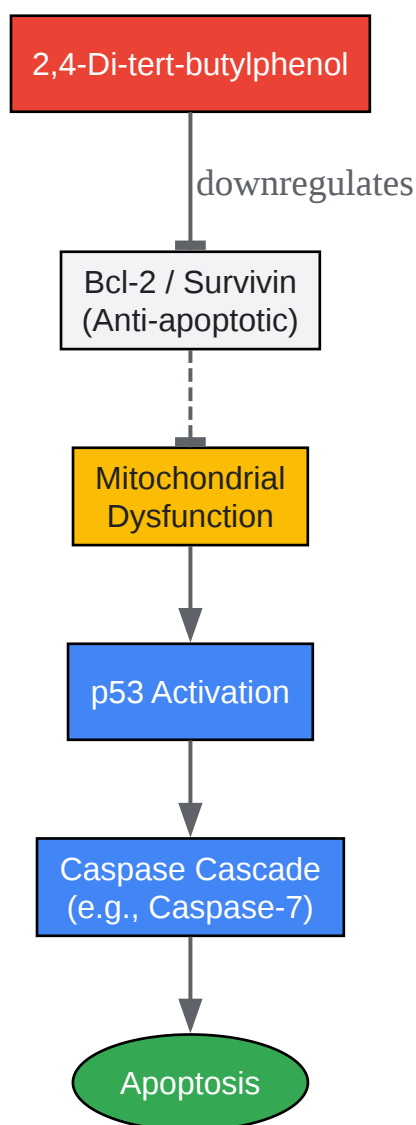 2,4-Di-tert-butylphenol
downregulates
Bcl-2 / Survivin
(Anti-apoptotic)
Mitochondrial
Dysfunction
p53 Activation
Caspase Cascade
(e.g., Caspase-7)
Apoptosis